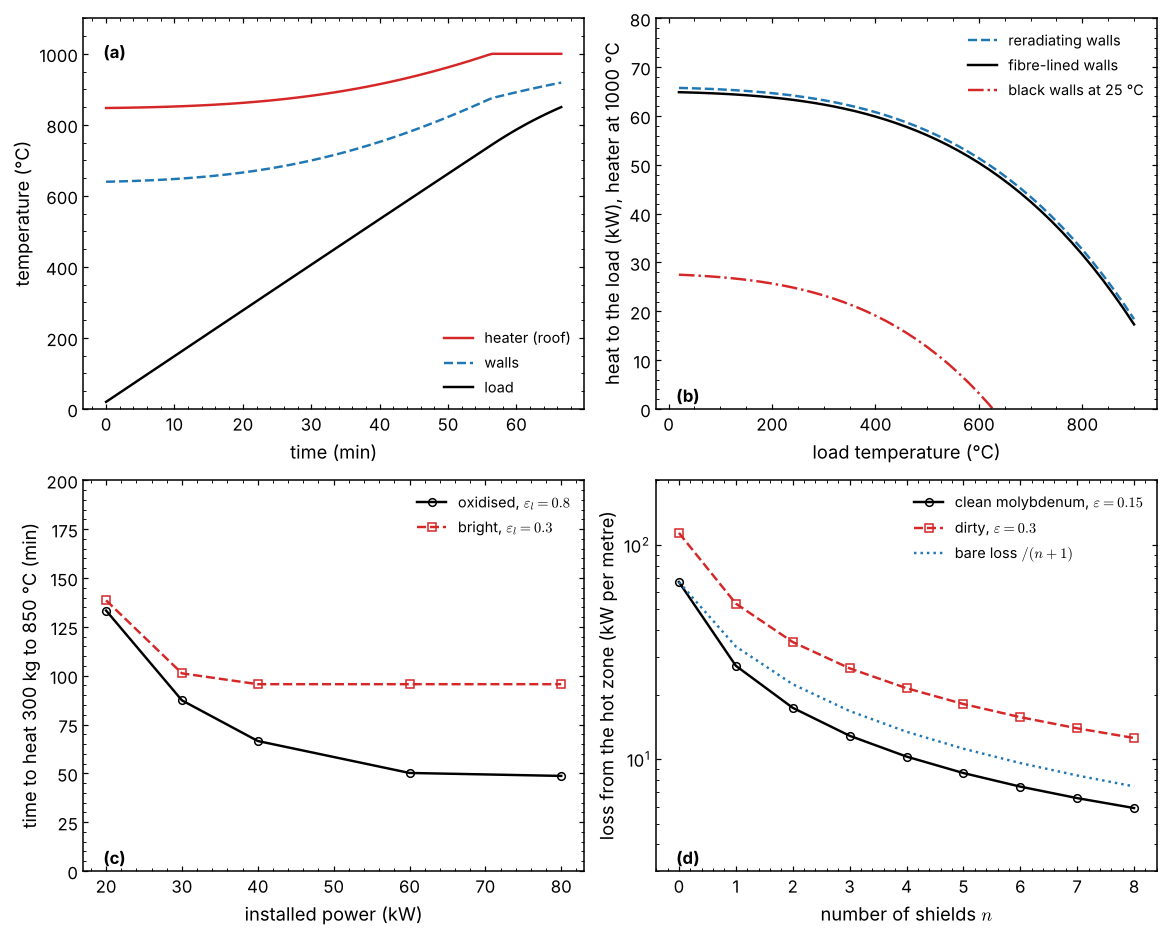 (a)
temperature (°C)
1000
800
600
400
200
0
heater (roof)
walls
load
0 10 20 30 40 50 60
time (min)
(b)
heat to the load (kW), heater at 1000 °C
80
70
60
50
40
30
20
10
0
reradiating walls
fibre-lined walls
black walls at 25 °C
0 200 400 600 800
load temperature (°C)
(c)
time to heat 300 kg to 850 °C (min)
200
175
150
125
100
75
50
25
0
oxidised, εₗ = 0.8
bright, εₗ = 0.3
20 30 40 50 60 70 80
installed power (kW)
(d)
loss from the hot zone (kW per metre)
10²
10¹
clean molybdenum, ε = 0.15
dirty, ε = 0.3
bare loss /(n + 1)
0 1 2 3 4 5 6 7 8
number of shields n